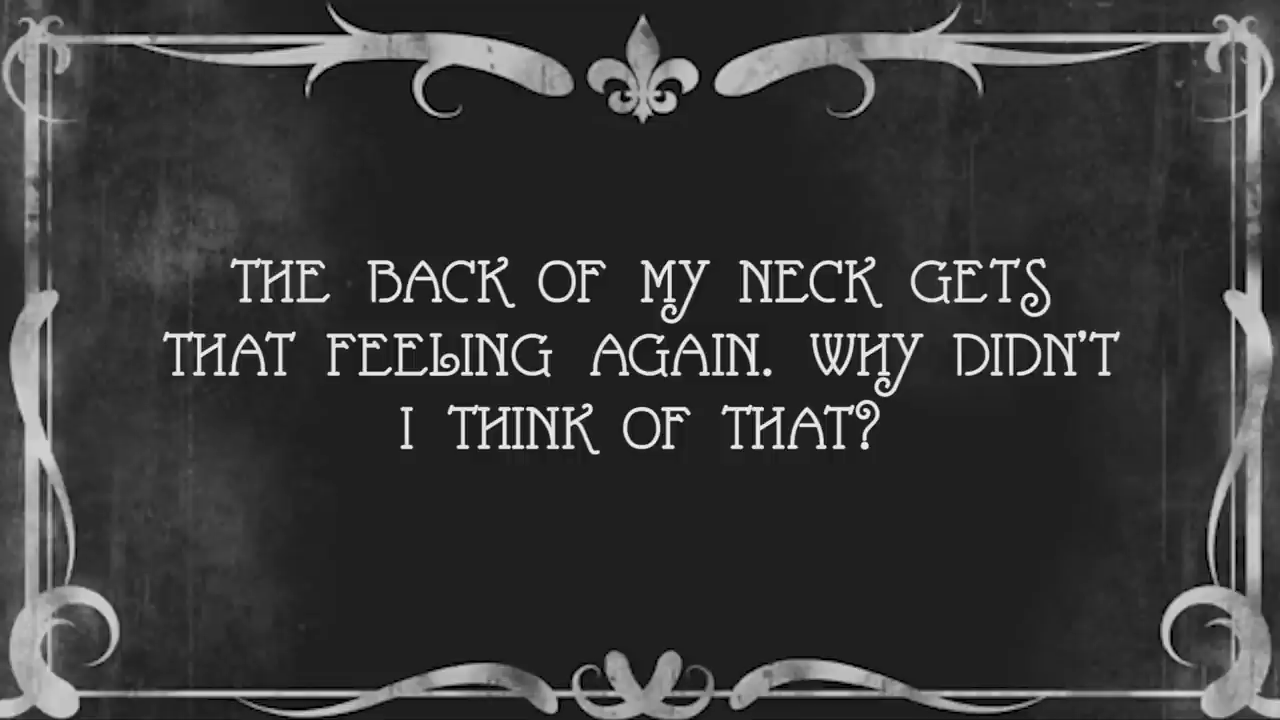 THE BACK OF MY NECK GETS
THAT FEELING AGAIN. WHY DIDN'T
I THINK OF THAT?